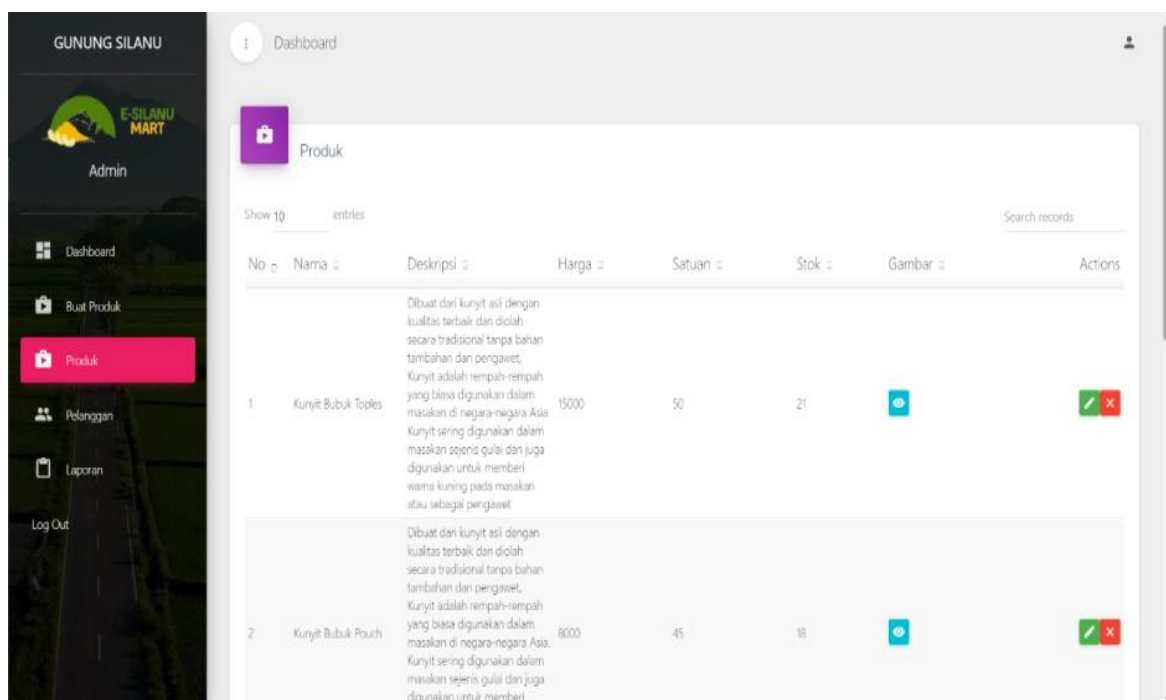 GUNUNG SILANU
E-SILANU
MART
Admin
Dashboard
Buat Produk
Produk
Pelanggan
Laporan
Log Out
Dashboard
Produk
Show 10 entries
Search records
No Nama Deskripsi Harga Satuan Stok Gambar Actions
Dibuat dari kunyit asli dengan
kualitas terbaik dan diolah
secara tradisional tanpa bahan
tambahan dan pengawet,
Kunyit adalah rempah-rempah
yang biasa digunakan dalam
masakan di negara-negara Asia.
Kunyit sering digunakan dalam
masakan sejenis gulai dan juga
digunakan untuk memberi
warna kuning pada masakan
atau sebagai pengawet
1 Kunyit Bubuk Toples 15000 50 21
Dibuat dari kunyit asli dengan
kualitas terbaik dan diolah
secara tradisional tanpa bahan
tambahan dan pengawet,
Kunyit adalah rempah-rempah
yang biasa digunakan dalam
masakan di negara-negara Asia.
Kunyit sering digunakan dalam
masakan sejenis gulai dan juga
digunakan untuk memberi
2 Kunyit Bubuk Pouch 8000 45 18